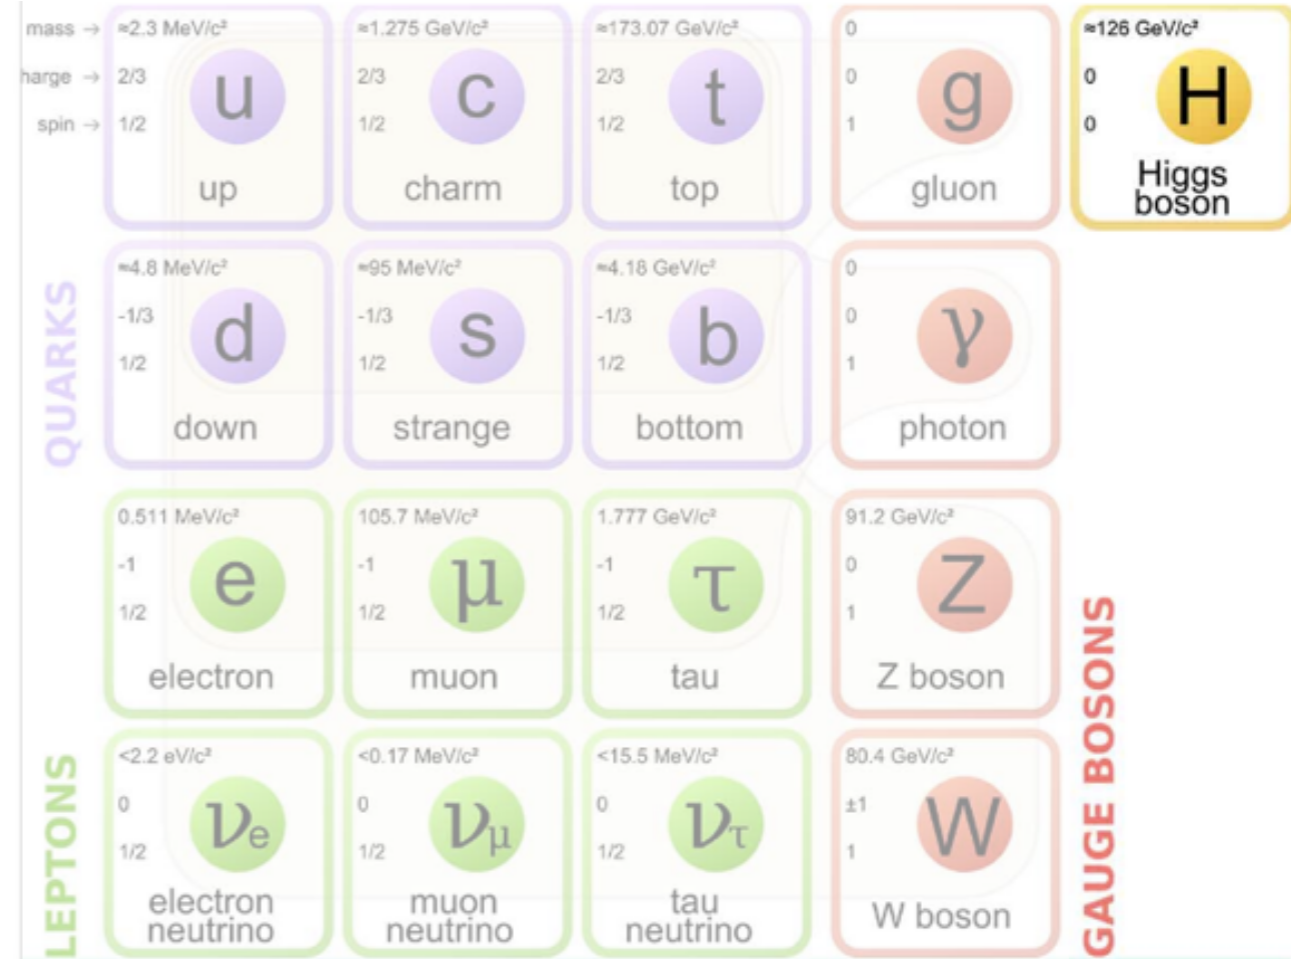 mass → ≈2.3 MeV/c² ≈1.275 GeV/c² ≈173.07 GeV/c² 0 ≈126 GeV/c²
harge → 2/3 2/3 2/3 0 0
spin → 1/2 1/2 1/2 1 0
u c t g H
up charm top gluon Higgs
boson
QUARKS
≈4.8 MeV/c² ≈95 MeV/c² ≈4.18 GeV/c² 0
-1/3 -1/3 -1/3 0
1/2 1/2 1/2 1
d s b γ
down strange bottom photon
0.511 MeV/c² 105.7 MeV/c² 1.777 GeV/c² 91.2 GeV/c²
-1 -1 -1 0
1/2 1/2 1/2 1
e μ τ Z
electron muon tau Z boson
LEPTONS
<2.2 eV/c² <0.17 MeV/c² <15.5 MeV/c² 80.4 GeV/c²
0 0 0 ±1
1/2 1/2 1/2 1
νe νμ ντ W
electron muon tau W boson
neutrino neutrino neutrino
GAUGE BOSONS